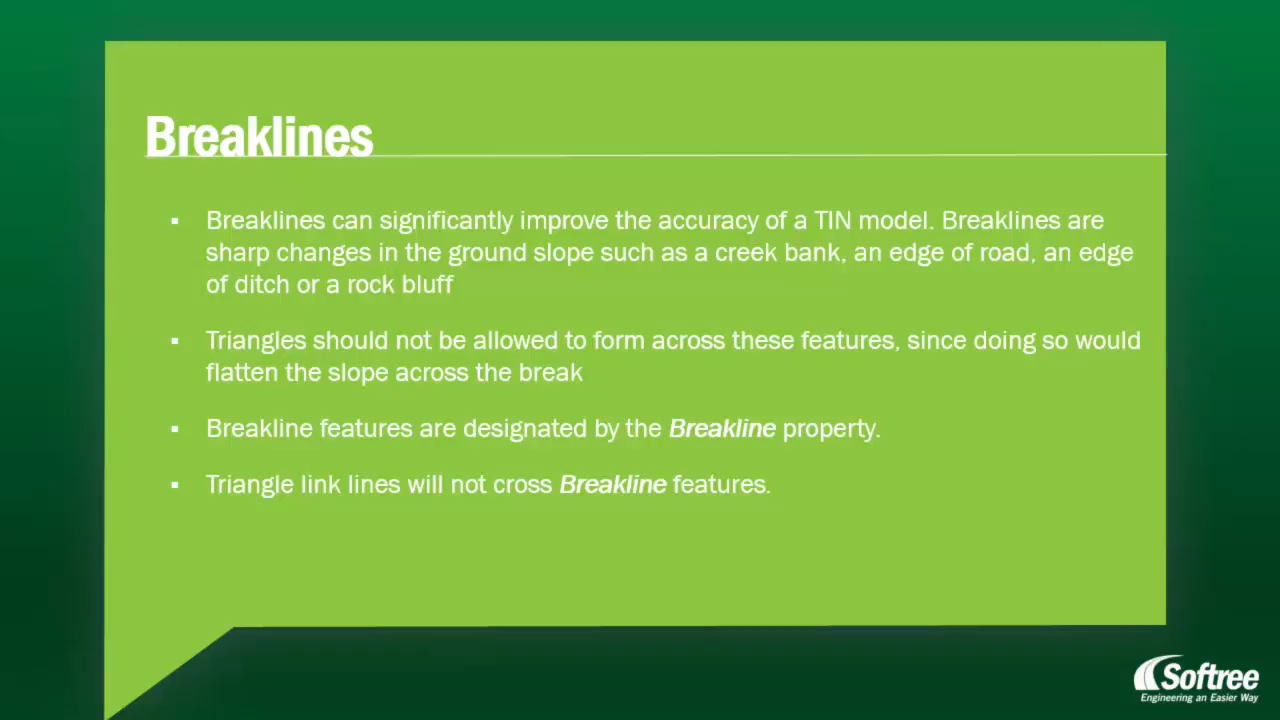 Breaklines
▪ Breaklines can significantly improve the accuracy of a TIN model. Breaklines are
sharp changes in the ground slope such as a creek bank, an edge of road, an edge
of ditch or a rock bluff
▪ Triangles should not be allowed to form across these features, since doing so would
flatten the slope across the break
▪ Breakline features are designated by the Breakline property.
▪ Triangle link lines will not cross Breakline features.
Softree
Engineering an Easier Way